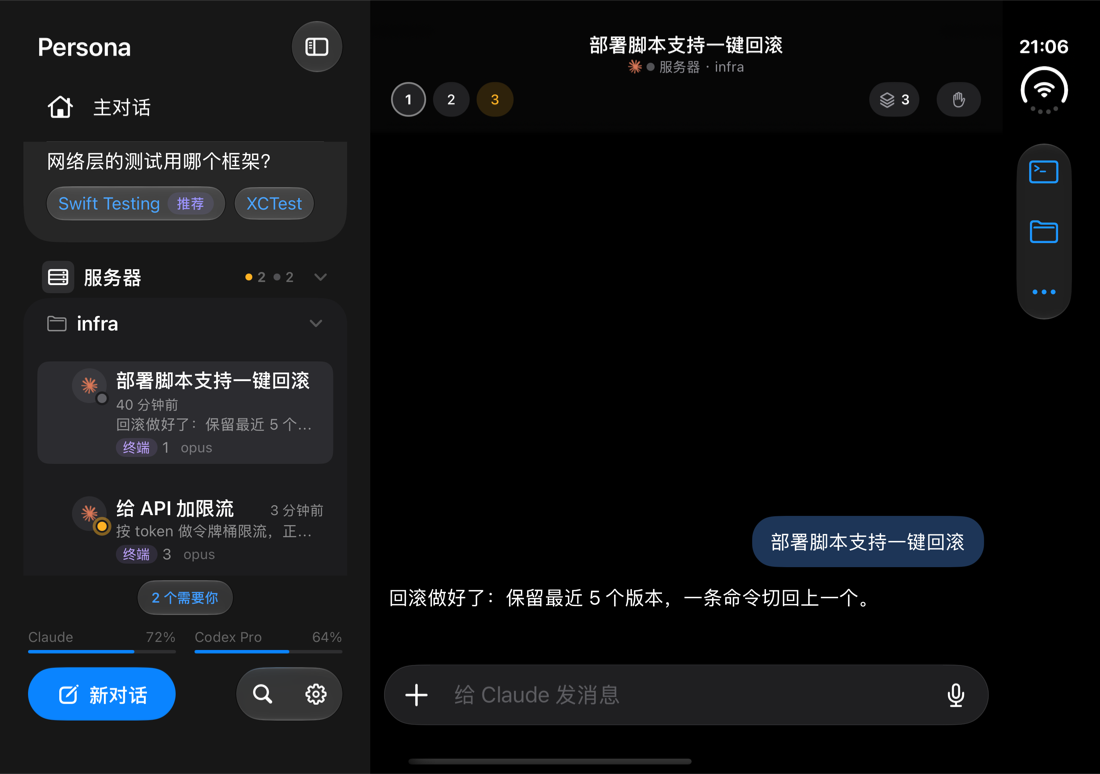 Persona
主对话
网络层的测试用哪个框架?
Swift Testing 推荐 XCTest
服务器 2 2
infra
部署脚本支持一键回滚
40 分钟前
回滚做好了：保留最近 5 个…
终端 1 opus
给 API 加限流 3 分钟前
按 token 做令牌桶限流，正…
终端 3 opus
2 个需要你
Claude 72% Codex Pro 64%
新对话
部署脚本支持一键回滚
服务器 · infra
1 2 3 3
部署脚本支持一键回滚
回滚做好了：保留最近 5 个版本，一条命令切回上一个。
给 Claude 发消息
21:06